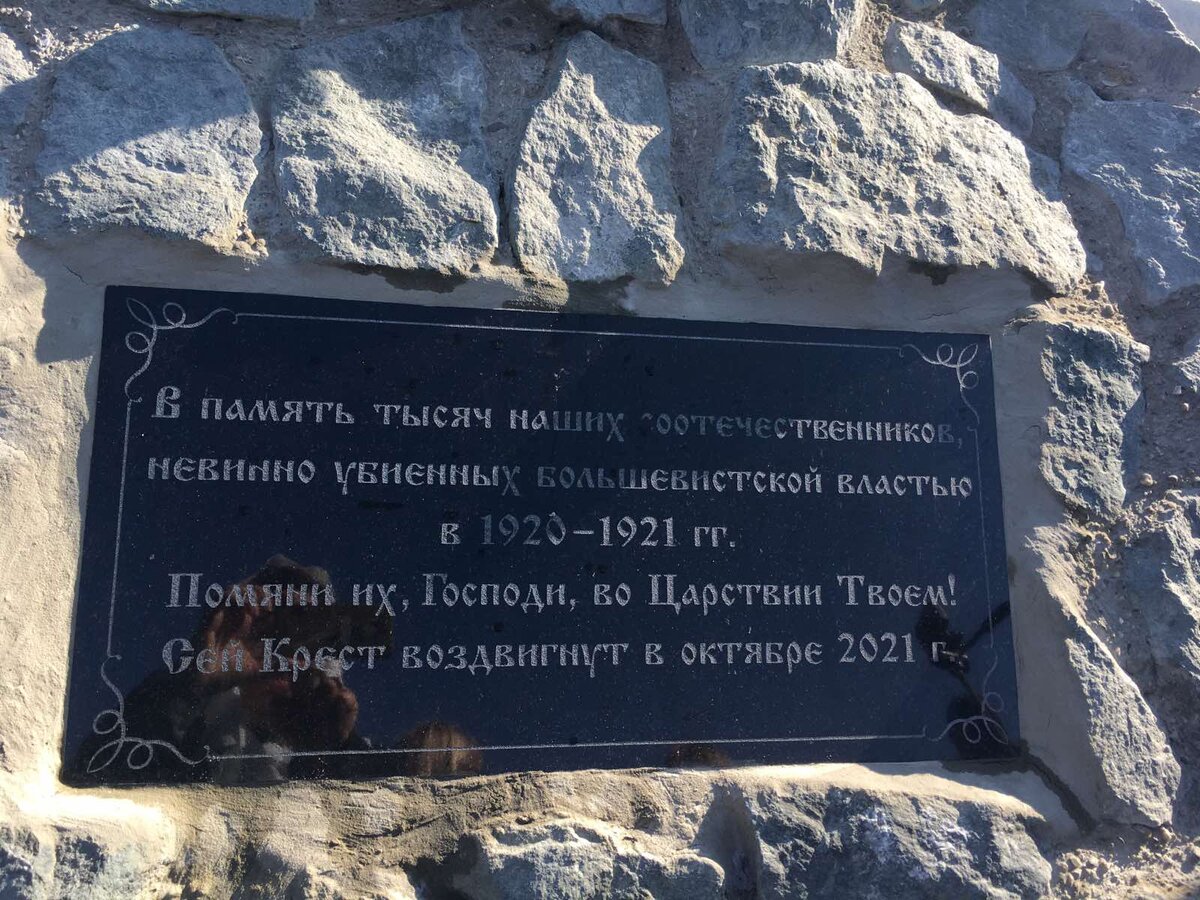 В память тысяч наших соотечественников,
невинно убиенных большевистской властью
в 1920–1921 гг.
Помяни их, Господи, во Царствии Твоем!
Сей Крест воздвигнут в октябре 2021 г.